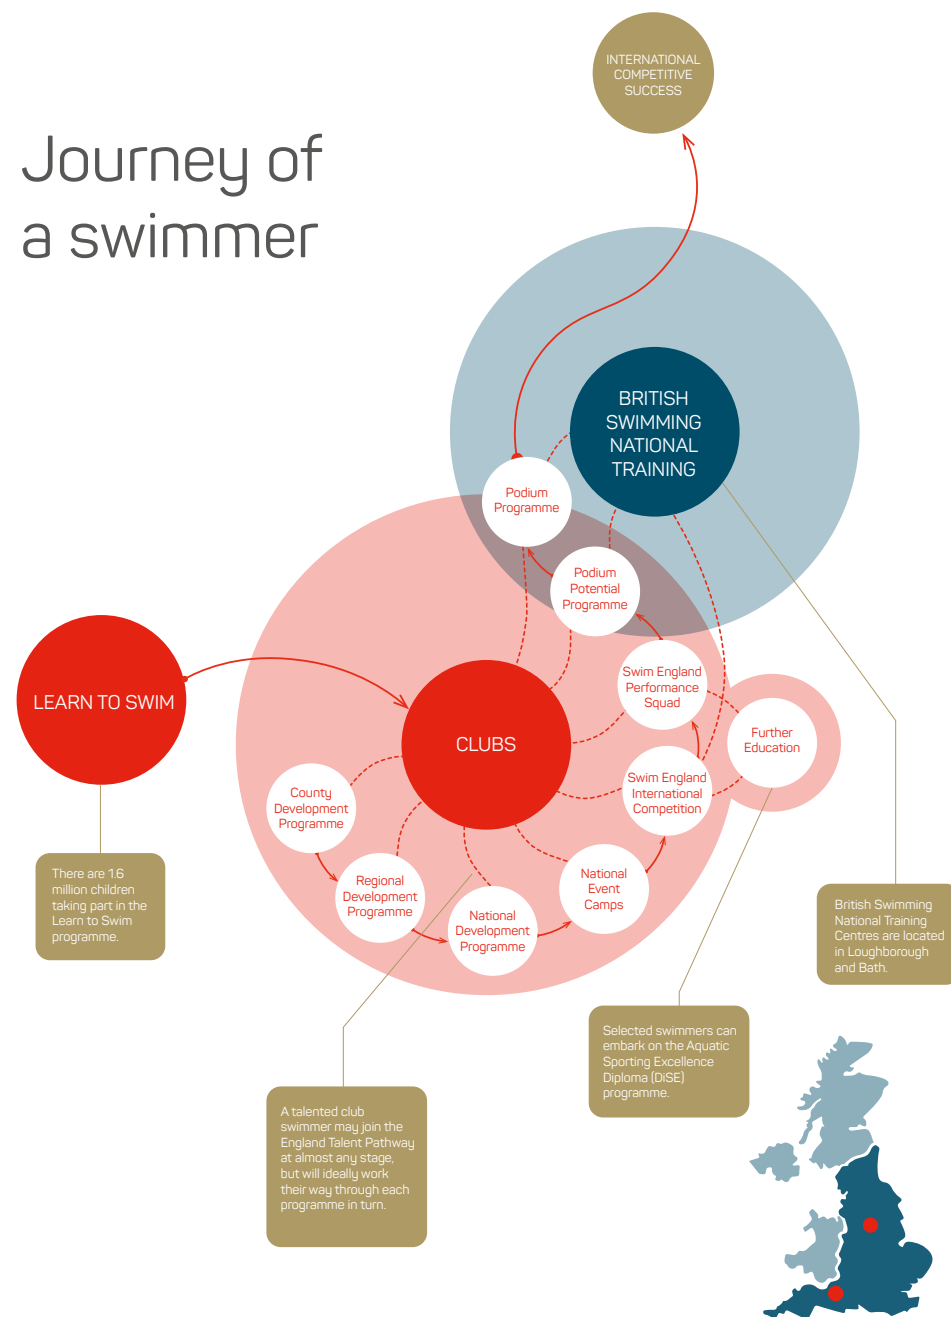 INTERNATIONAL
COMPETITIVE
SUCCESS
Journey of
a swimmer
BRITISH
SWIMMING
NATIONAL
TRAINING
Podium
Programme
Podium
Potential
Programme
LEARN TO SWIM
Swim England
Performance
Squad
CLUBS
Further
Education
Swim England
International
Competition
County
Development
Programme
Regional
Development
Programme
National
Development
Programme
National
Event
Camps
There are 1.6
million children
taking part in the
Learn to Swim
programme.
British Swimming
National Training
Centres are located
in Loughborough
and Bath.
Selected swimmers can
embark on the Aquatic
Sporting Excellence
Diploma (DiSE)
programme.
A talented club
swimmer may join the
England Talent Pathway
at almost any stage,
but will ideally work
their way through each
programme in turn.